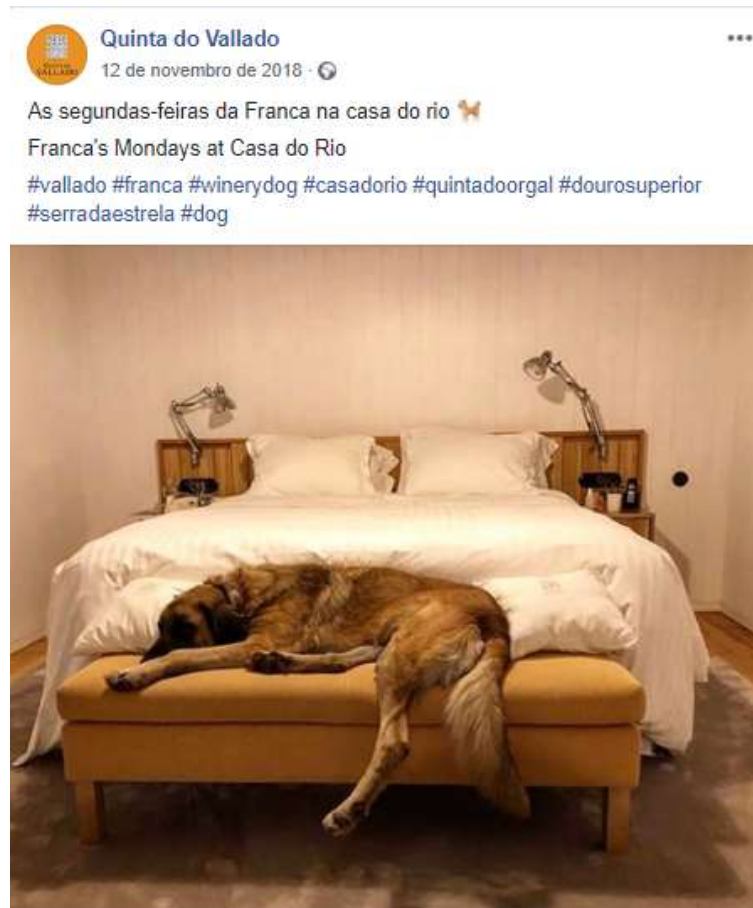 Quinta do Vallado
12 de novembro de 2018 ·
As segundas-feiras da Franca na casa do rio 🐕
Franca's Mondays at Casa do Rio
#vallado #franca #winerydog #casadorio #quintadoorgal #dourosuperior
#serradaestrela #dog